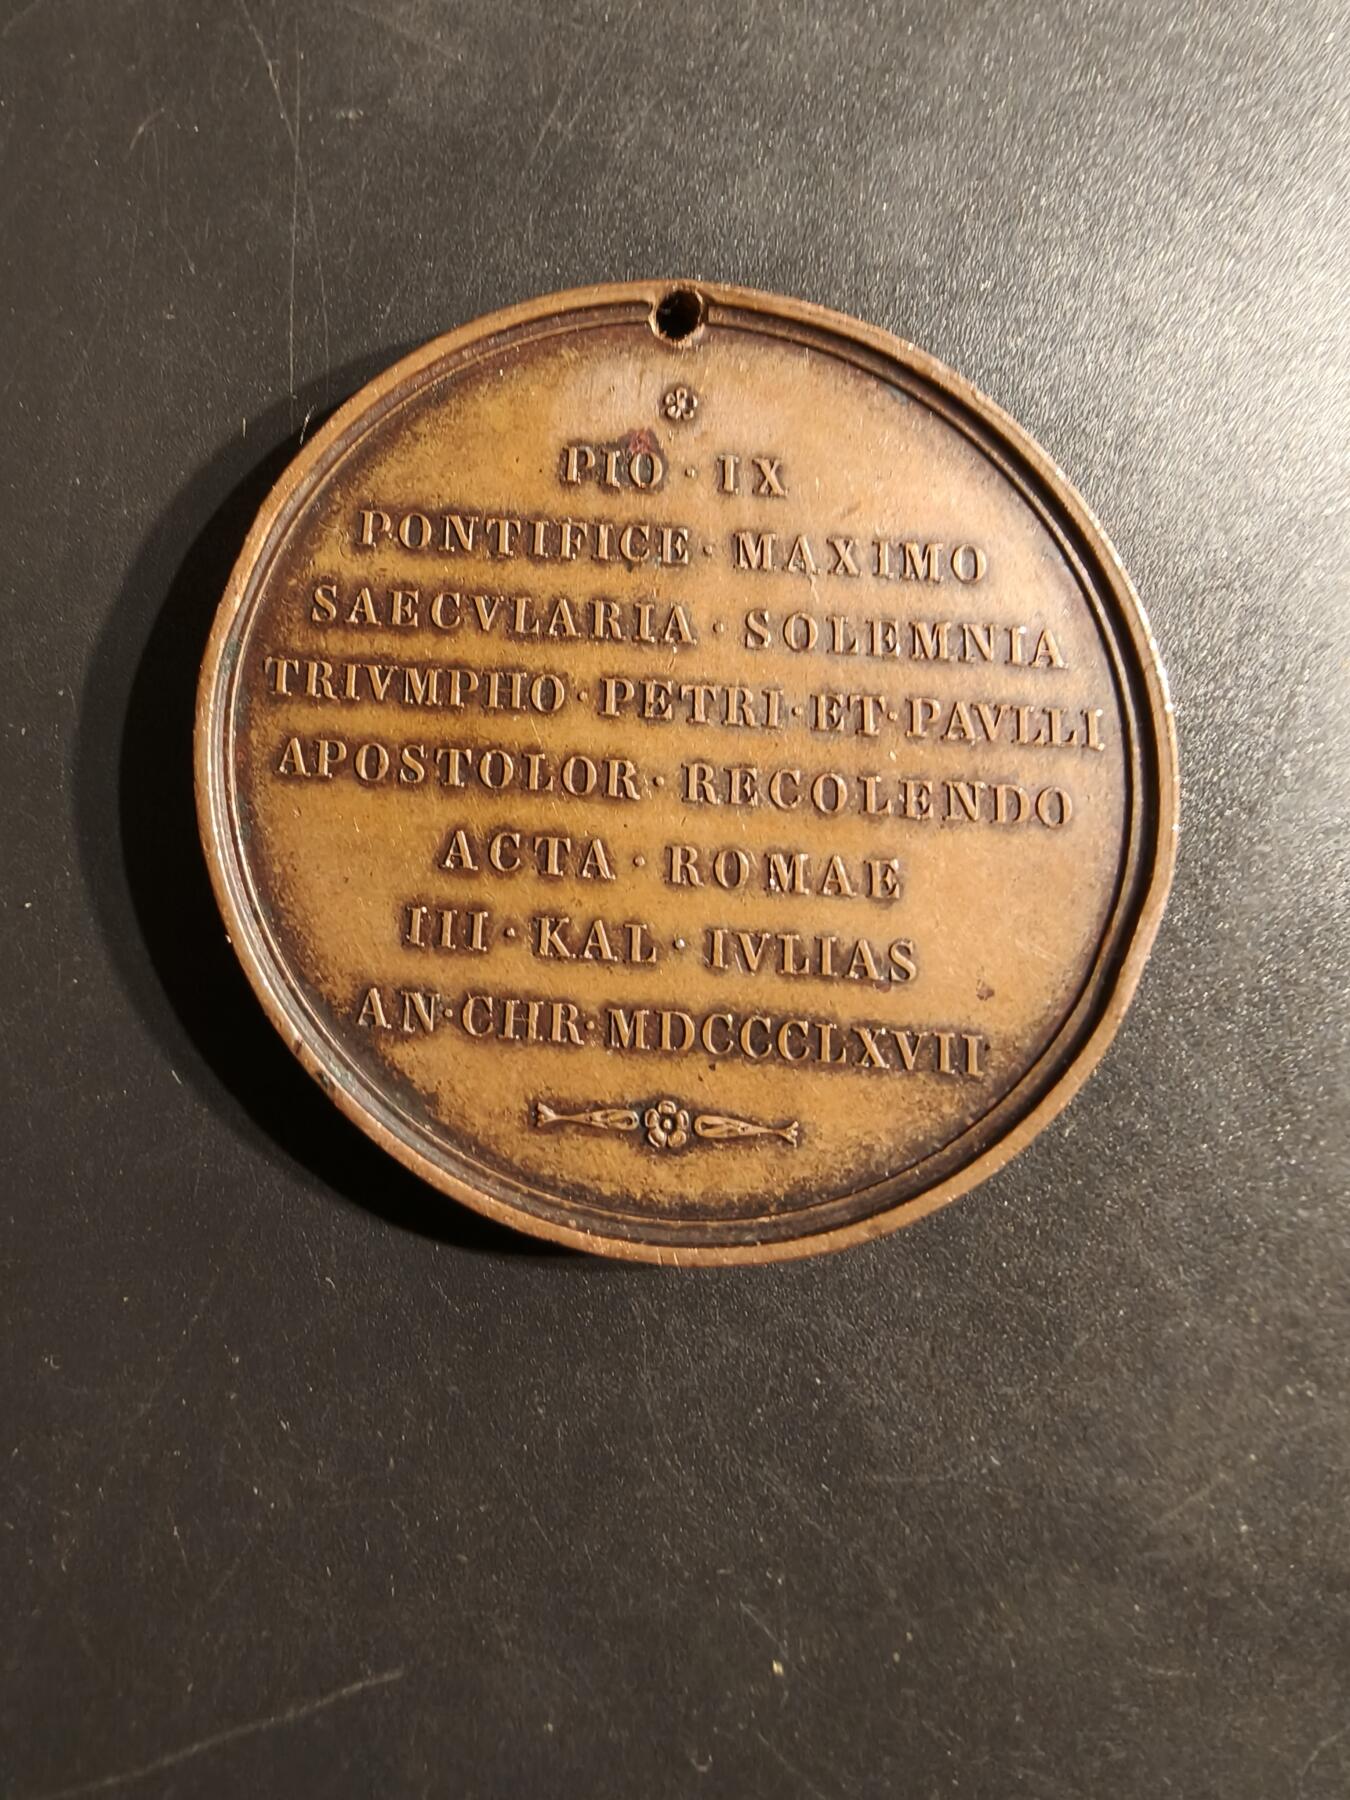 PIO · IX
PONTIFICE · MAXIMO
SAECVLARIA · SOLEMNIA
TRIVMPHO · PETRI · ET · PAVLLI
APOSTOLOR · RECOLENDO
ACTA · ROMAE
III · KAL · IVLIAS
AN · CHR · MDCCCLXVII